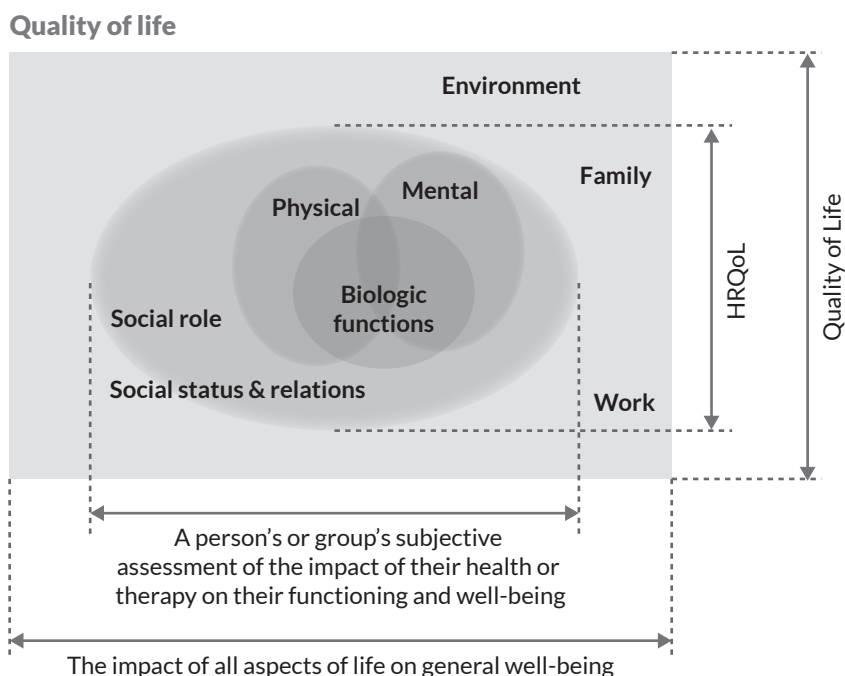 Quality of life
Environment
Family
Mental
Physical
Biologic
functions
Social role
Social status & relations
Work
HRQoL
Quality of Life
A person’s or group’s subjective
assessment of the impact of their health or
therapy on their functioning and well-being
The impact of all aspects of life on general well-being